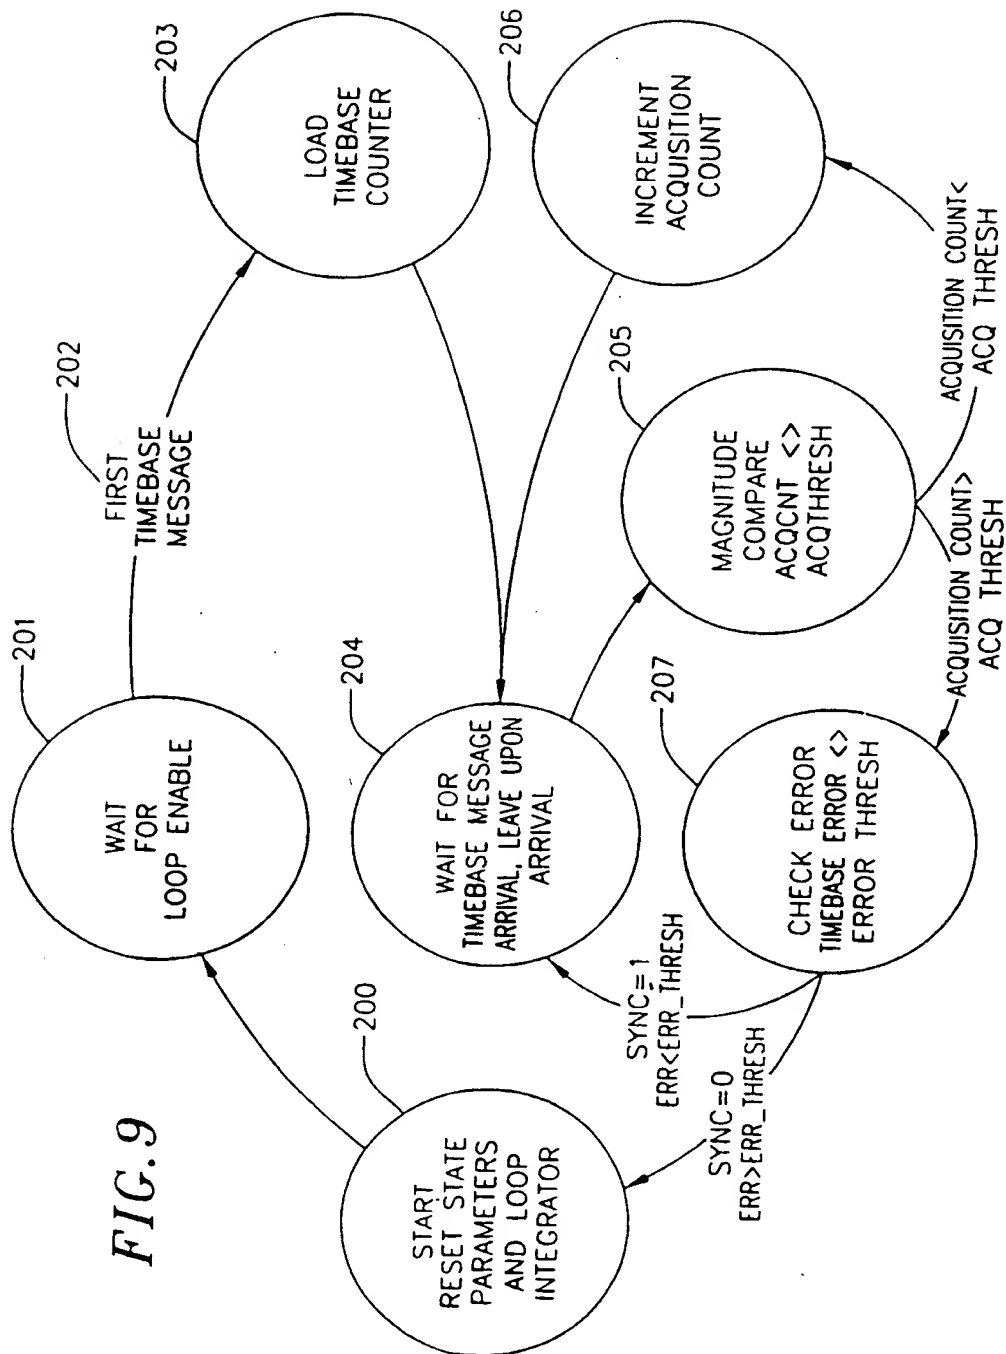 FIG. 9
START
RESET STATE
PARAMETERS
AND LOOP
INTEGRATOR
200
WAIT
FOR
LOOP ENABLE
201
FIRST
TIMEBASE
MESSAGE
202
LOAD
TIMEBASE
COUNTER
203
WAIT FOR
TIMEBASE MESSAGE
ARRIVAL, LEAVE UPON
ARRIVAL
204
MAGNITUDE
COMPARE
ACQCNT <>
ACQTHRESH
205
INCREMENT
ACQUISITION
COUNT
206
CHECK ERROR
TIMEBASE ERROR <>
ERROR THRESH
207
SYNC=1
ERR<ERR_THRESH
SYNC=0
ERR>ERR_THRESH
ACQUISITION COUNT>
ACQ THRESH
ACQUISITION COUNT<
ACQ THRESH